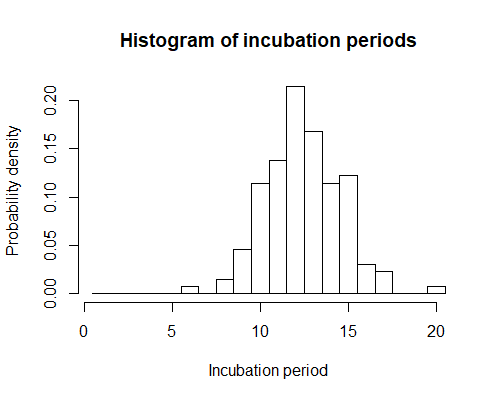 Histogram of incubation periods
Probability density
0.20
0.15
0.10
0.05
0.00
0 5 10 15 20
Incubation period